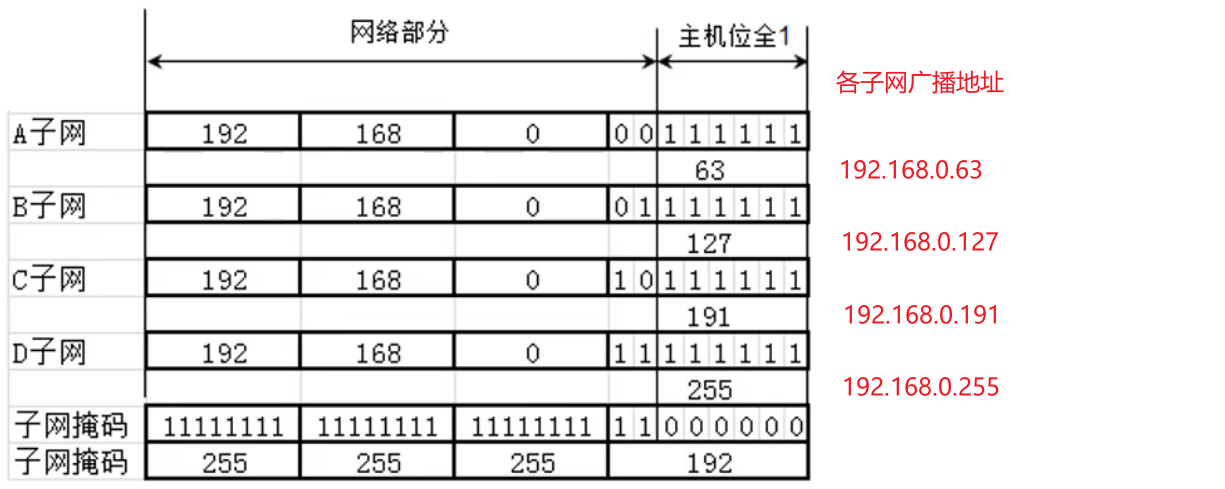 网络部分
主机位全1
各子网广播地址
A子网 192 168 0 0 0 1 1 1 1 1 1
63 192.168.0.63
B子网 192 168 0 0 1 1 1 1 1 1 1
127 192.168.0.127
C子网 192 168 0 1 0 1 1 1 1 1 1
191 192.168.0.191
D子网 192 168 0 1 1 1 1 1 1 1 1
255 192.168.0.255
子网掩码 11111111 11111111 11111111 1 1 0 0 0 0 0 0
子网掩码 255 255 255 192